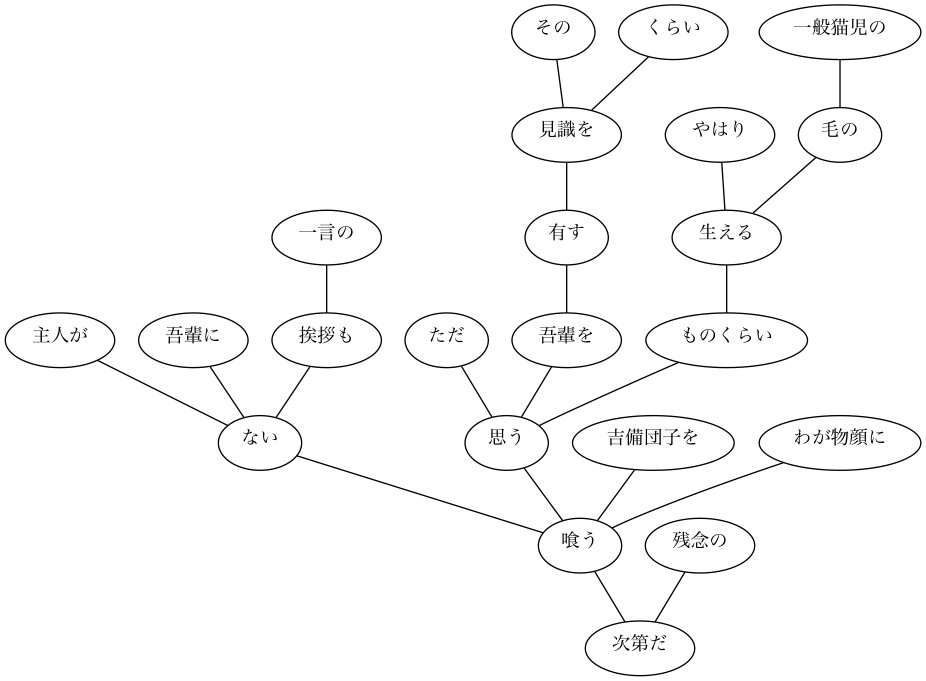 その
くらい
一般猫児の
見識を
やはり
毛の
一言の
有す
生える
主人が
吾輩に
挨拶も
ただ
吾輩を
ものくらい
ない
思う
吉備団子を
わが物顔に
喰う
残念の
次第だ